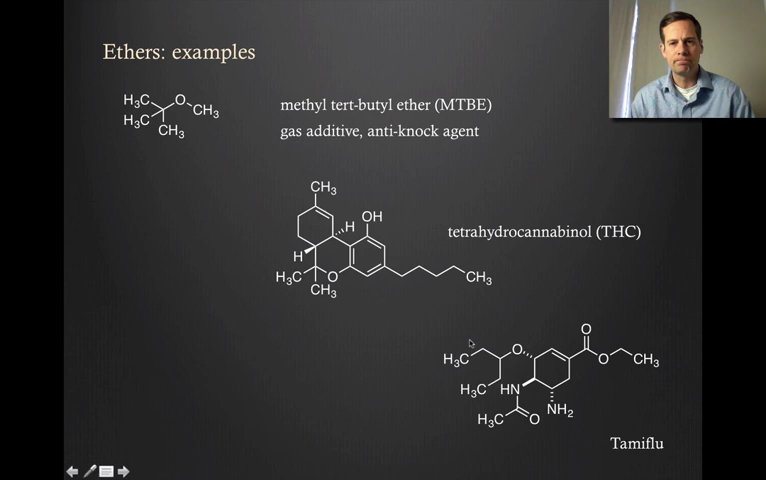 Ethers: examples
H₃C O CH₃
H₃C
CH₃
methyl tert-butyl ether (MTBE)
gas additive, anti-knock agent
CH₃
H OH
H
H₃C O CH₃
CH₃
tetrahydrocannabinol (THC)
O
H₃C O O CH₃
H₃C HN
NH₂
H₃C O
Tamiflu